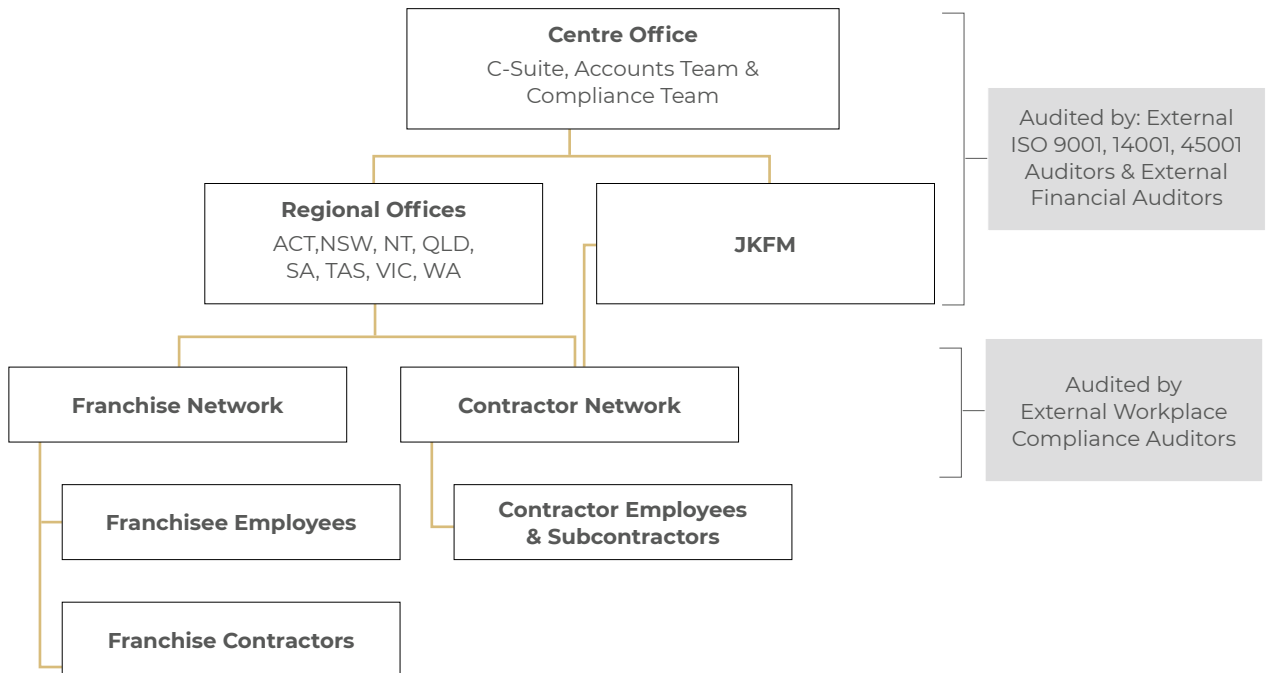 Centre Office
C-Suite, Accounts Team &
Compliance Team
Audited by: External
ISO 9001, 14001, 45001
Auditors & External
Financial Auditors
Regional Offices
ACT,NSW, NT, QLD,
SA, TAS, VIC, WA
JKFM
Franchise Network
Contractor Network
Audited by
External Workplace
Compliance Auditors
Franchisee Employees
Contractor Employees
& Subcontractors
Franchise Contractors